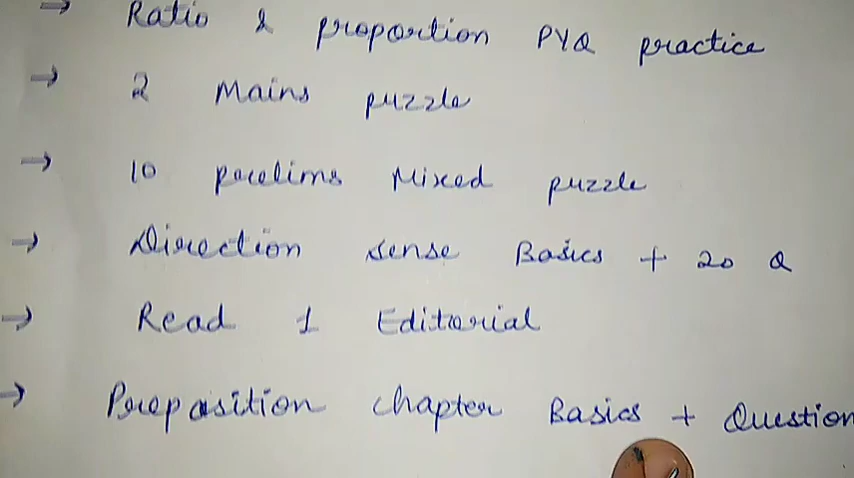 → Ratio & proportion PYQ practice
→ 2 Mains puzzle
→ 10 prelims Mixed puzzle
→ Direction sense Basics + 20 Q
→ Read 1 Editorial
→ Preposition chapter Basics + Question